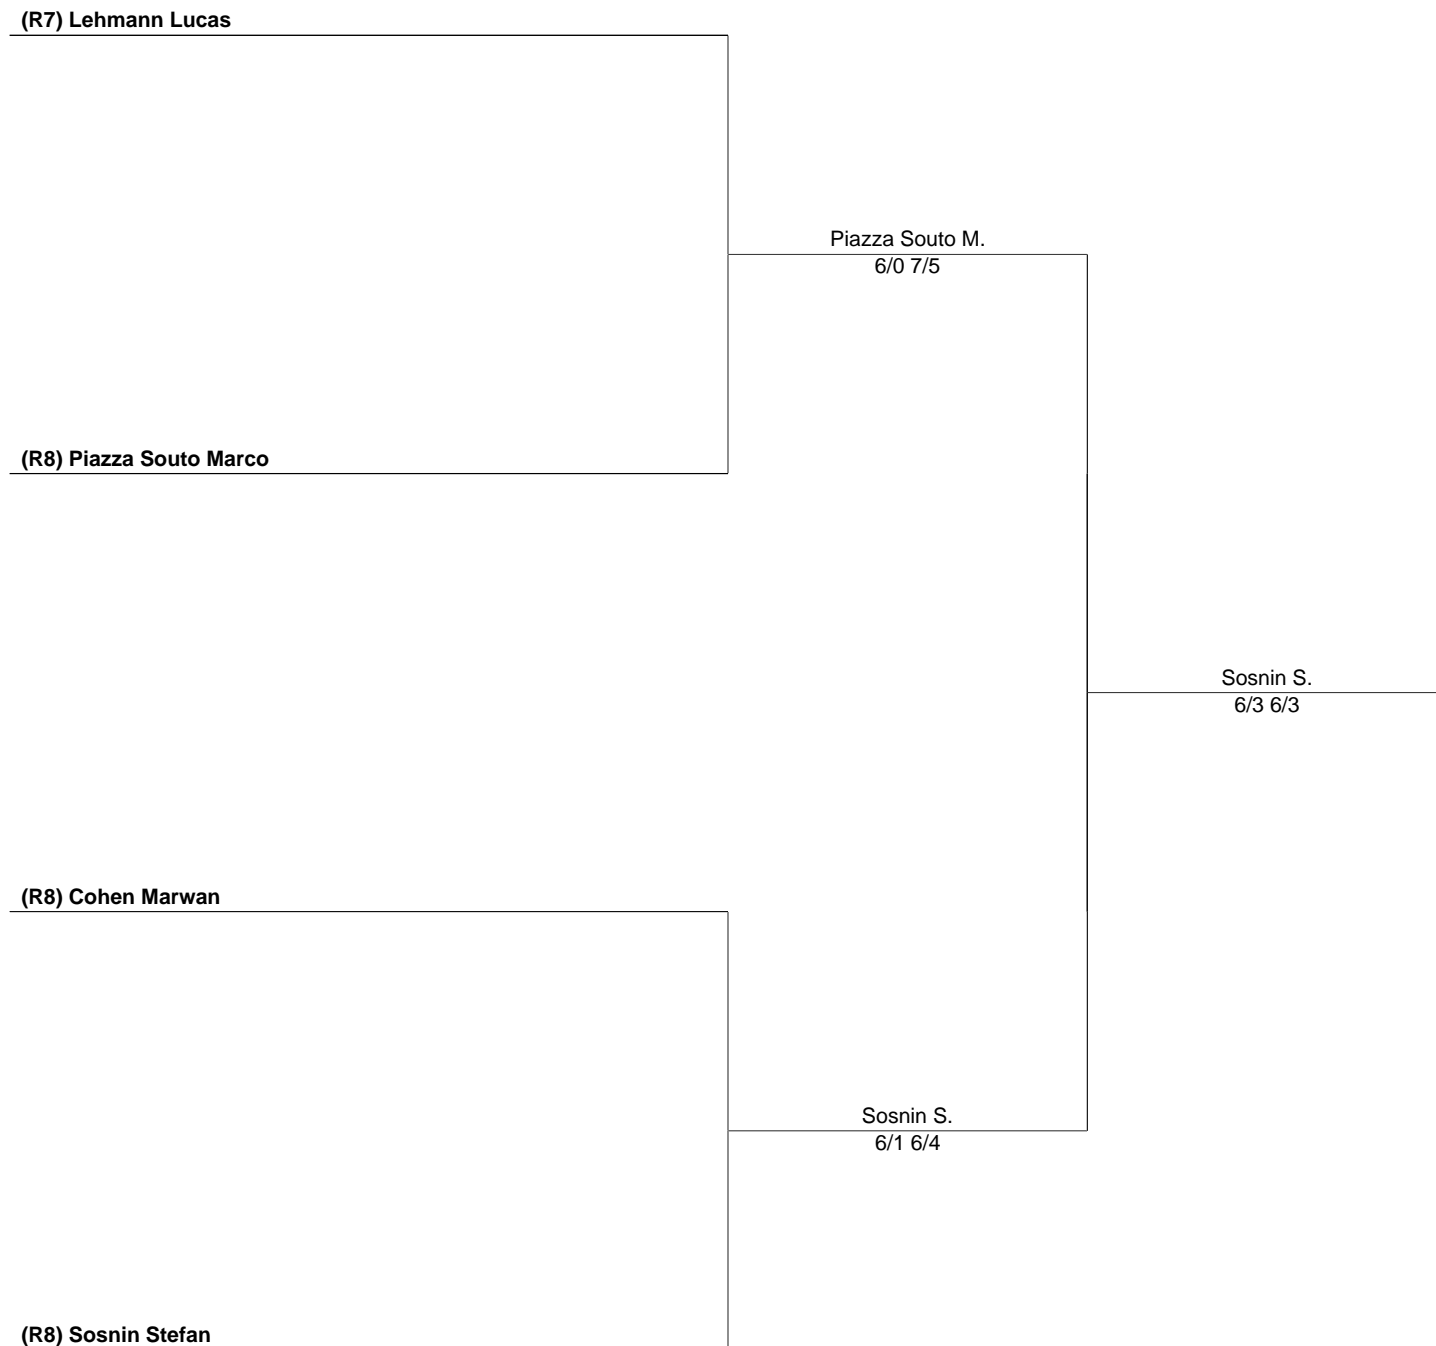 (R7) Lehmann Lucas
Piazza Souto M.
6/0 7/5
(R8) Piazza Souto Marco
Sosnin S.
6/3 6/3
(R8) Cohen Marwan
Sosnin S.
6/1 6/4
(R8) Sosnin Stefan